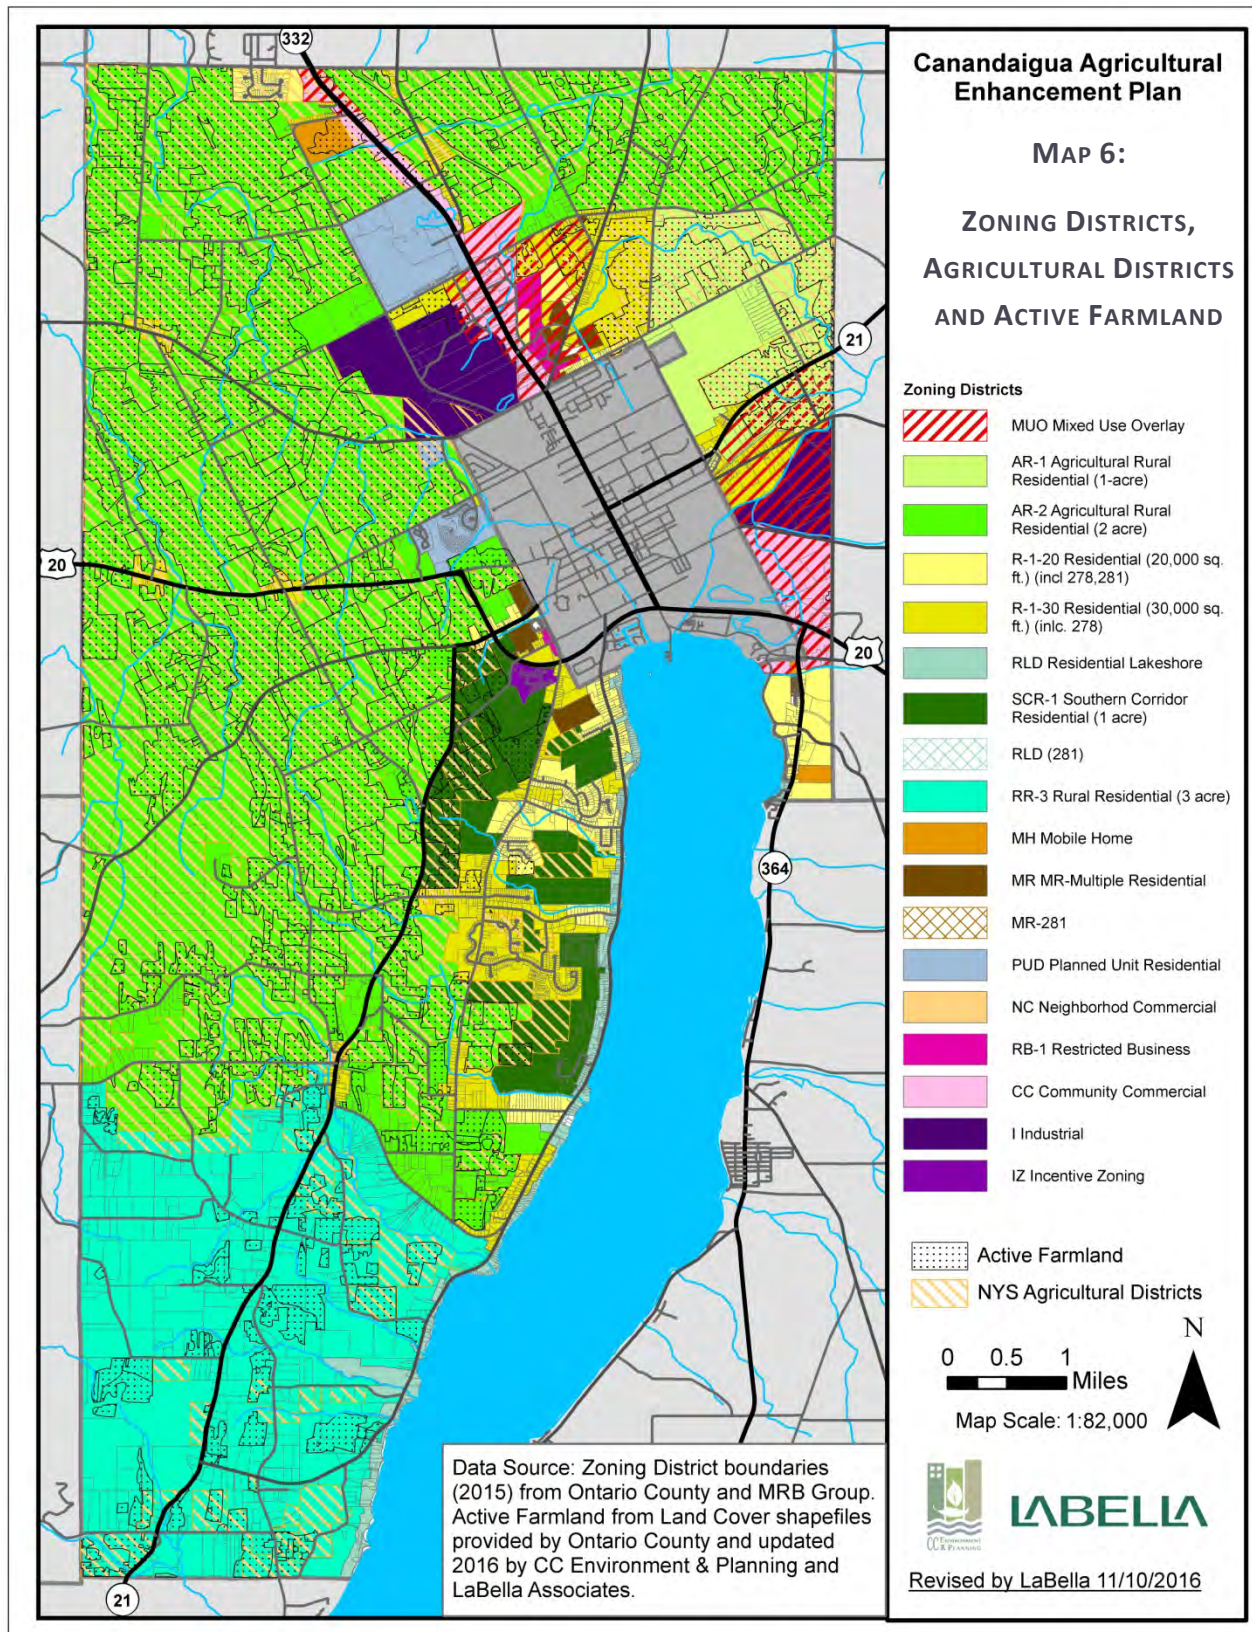 Canandaigua Agricultural
Enhancement Plan
MAP 6:
ZONING DISTRICTS,
AGRICULTURAL DISTRICTS
AND ACTIVE FARMLAND
Zoning Districts
MUO Mixed Use Overlay
AR-1 Agricultural Rural
Residential (1-acre)
AR-2 Agricultural Rural
Residential (2 acre)
R-1-20 Residential (20,000 sq.
ft.) (incl 278,281)
R-1-30 Residential (30,000 sq.
ft.) (inlc. 278)
RLD Residential Lakeshore
SCR-1 Southern Corridor
Residential (1 acre)
RLD (281)
RR-3 Rural Residential (3 acre)
MH Mobile Home
MR MR-Multiple Residential
MR-281
PUD Planned Unit Residential
NC Neighborhod Commercial
RB-1 Restricted Business
CC Community Commercial
I Industrial
IZ Incentive Zoning
Active Farmland
NYS Agricultural Districts
N
0 0.5 1
Miles
Map Scale: 1:82,000
CC ENVIRONMENT
& PLANNING
LABELLA
Revised by LaBella 11/10/2016
332
21
20
20
364
21
Data Source: Zoning District boundaries
(2015) from Ontario County and MRB Group.
Active Farmland from Land Cover shapefiles
provided by Ontario County and updated
2016 by CC Environment & Planning and
LaBella Associates.